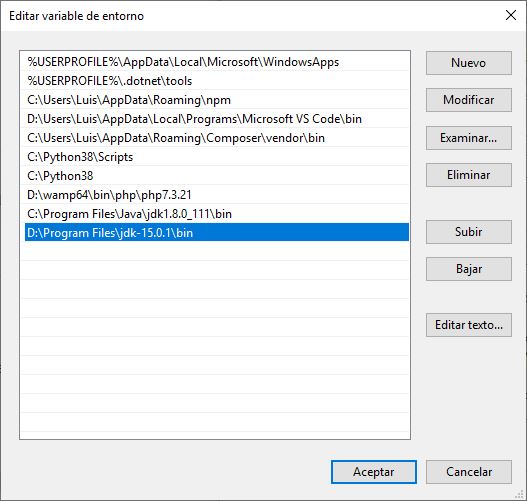 Editar variable de entorno
%USERPROFILE%\AppData\Local\Microsoft\WindowsApps
%USERPROFILE%\.dotnet\tools
C:\Users\Luis\AppData\Roaming\npm
D:\Users\Luis\AppData\Local\Programs\Microsoft VS Code\bin
C:\Users\Luis\AppData\Roaming\Composer\vendor\bin
C:\Python38\Scripts
C:\Python38
D:\wamp64\bin\php\php7.3.21
C:\Program Files\Java\jdk1.8.0_111\bin
D:\Program Files\jdk-15.0.1\bin
Nuevo
Modificar
Examinar...
Eliminar
Subir
Bajar
Editar texto...
Aceptar
Cancelar